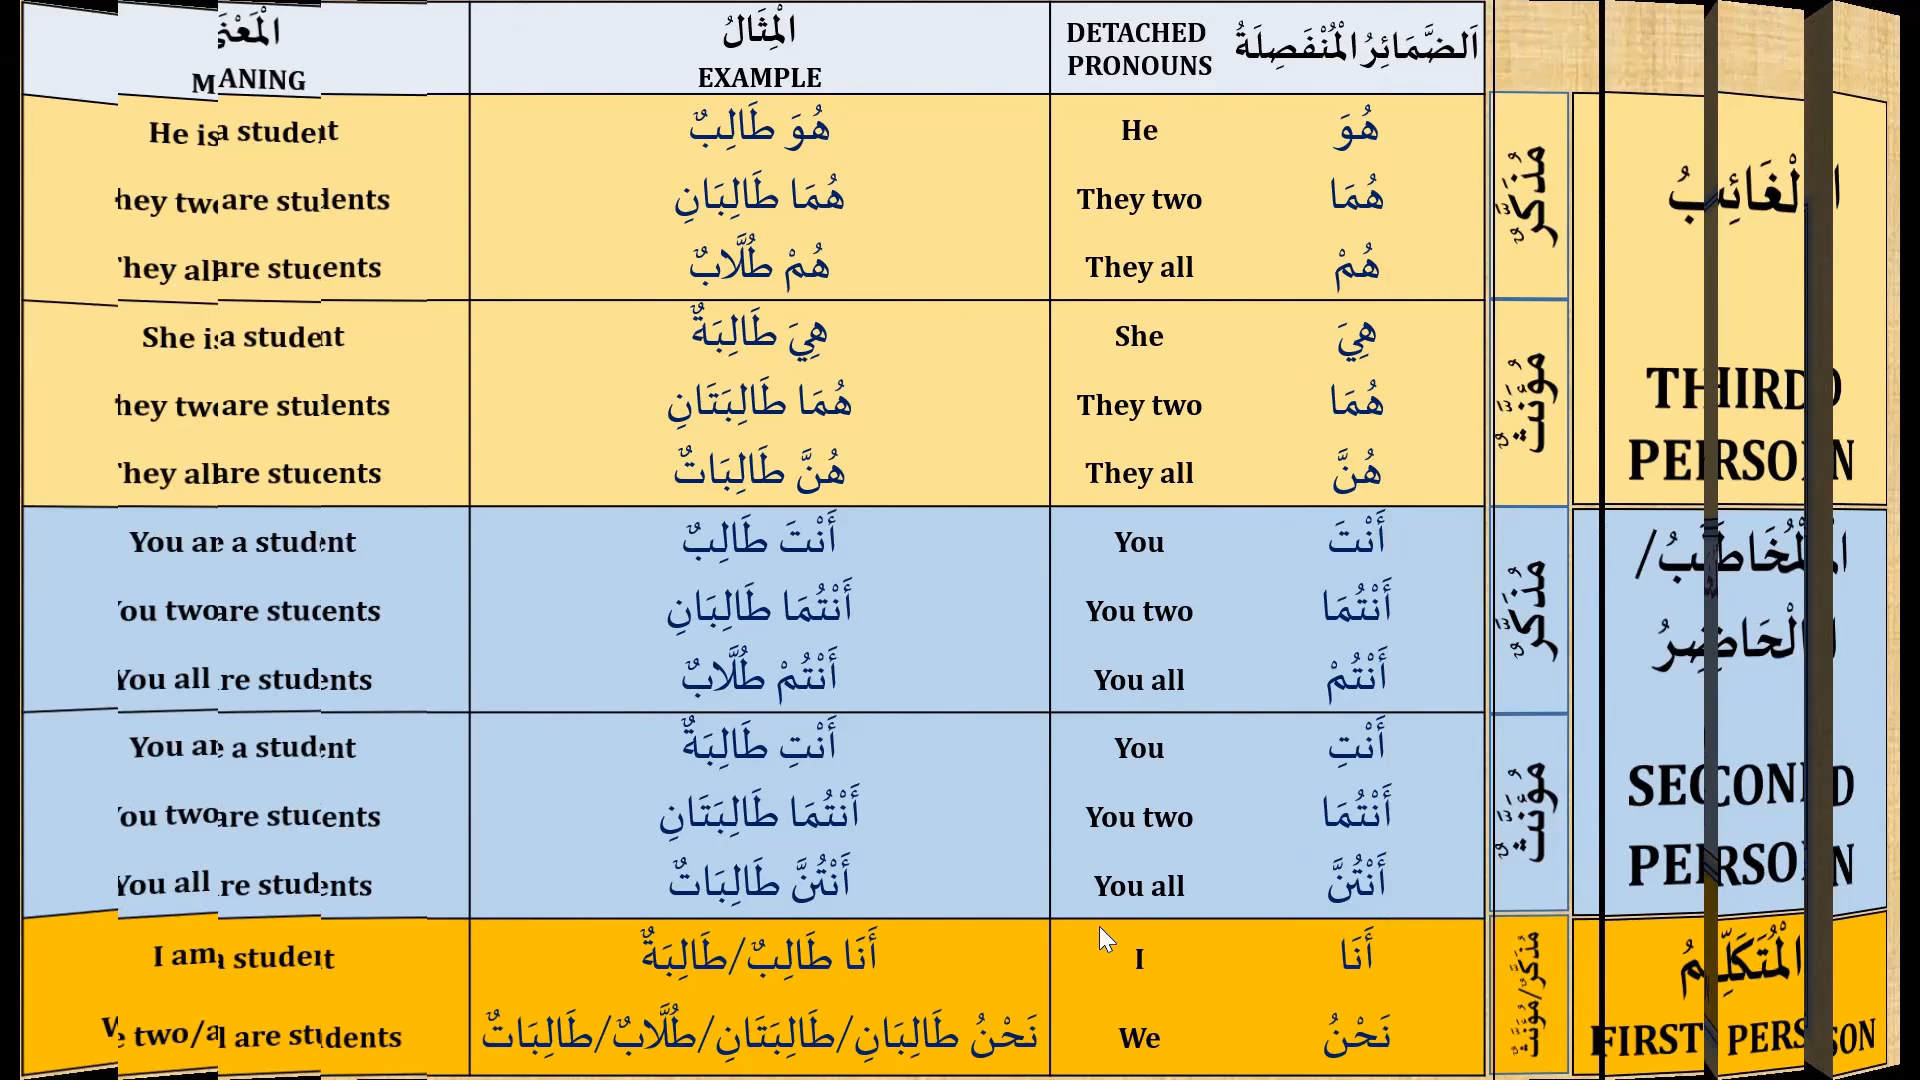 الْمَعْنَى الْمِثَالُ DETACHED PRONOUNS اَلضَّمَائِرُ الْمُنْفَصِلَةُ
MANING EXAMPLE
He is a student هُوَ طَالِبٌ He هُوَ
hey two are students هُمَا طَالِبَانِ They two هُمَا
They all are students هُمْ طُلَّابٌ They all هُمْ
مُذَكَّرٌ
She is a student هِيَ طَالِبَةٌ She هِيَ
hey two are students هُمَا طَالِبَتَانِ They two هُمَا
They all are students هُنَّ طَالِبَاتٌ They all هُنَّ
مُؤَنَّثٌ
الْغَائِبُ
THIRD
PERSON
You are a student أَنْتَ طَالِبٌ You أَنْتَ
You two are students أَنْتُمَا طَالِبَانِ You two أَنْتُمَا
You all are students أَنْتُمْ طُلَّابٌ You all أَنْتُمْ
مُذَكَّرٌ
You are a student أَنْتِ طَالِبَةٌ You أَنْتِ
You two are students أَنْتُمَا طَالِبَتَانِ You two أَنْتُمَا
You all are students أَنْتُنَّ طَالِبَاتٌ You all أَنْتُنَّ
مُؤَنَّثٌ
الْمُخَاطَبُ/
الْحَاضِرُ
SECOND
PERSON
I am a student أَنَا طَالِبٌ/طَالِبَةٌ I أَنَا
We two/all are students نَحْنُ طَالِبَانِ/طَالِبَتَانِ/طُلَّابٌ/طَالِبَاتٌ We نَحْنُ
مُذَكَّرٌ/مُؤَنَّثٌ
الْمُتَكَلِّمُ
FIRST PERSON